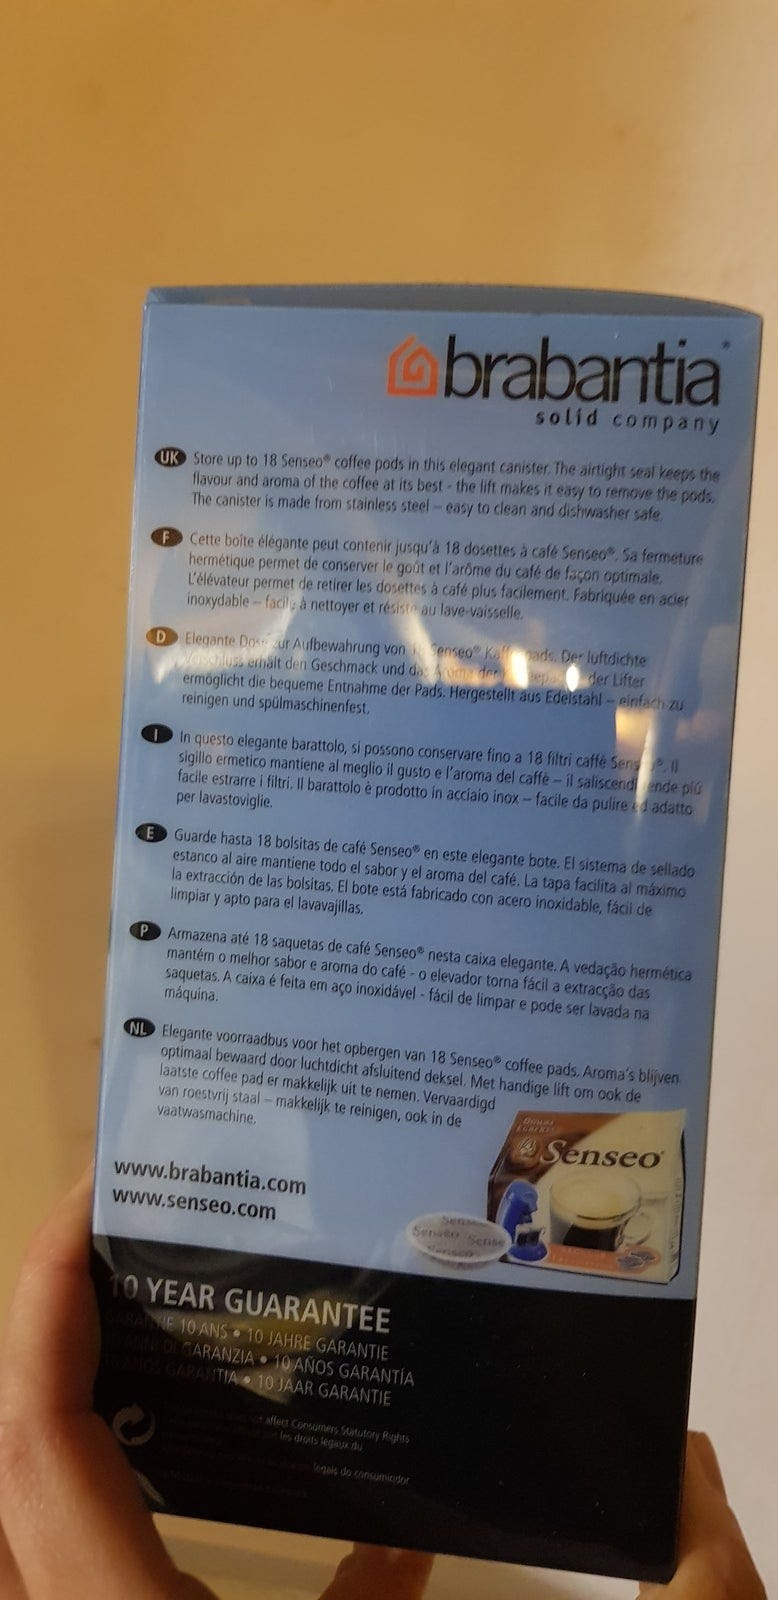 brabantia
solid company
UK Store up to 18 Senseo® coffee pods in this elegant canister. The airtight seal keeps the
flavour and aroma of the coffee at its best - the lift makes it easy to remove the pods.
The canister is made from stainless steel – easy to clean and dishwasher safe.
F Cette boîte élégante peut contenir jusqu'à 18 dosettes à café Senseo®. Sa fermeture
hermétique permet de conserver le goût et l'arôme du café de façon optimale.
L'élévateur permet de retirer les dosettes à café plus facilement. Fabriquée en acier
inoxydable – facile à nettoyer et résiste au lave-vaisselle.
D Elegante zur Aufbewahrung von 18 Senseo® Der luftdichte
Verschluss erhält den Geschmack und das Aroma der der Lifter
ermöglicht die bequeme Entnahme der Pads. Hergestellt aus Edelstahl – einfach zu
reinigen und spülmaschinenfest.
I In questo elegante barattolo, si possono conservare fino a 18 filtri caffè Il
sigillo ermetico mantiene al meglio il gusto e l'aroma del caffè – il più
facile estrarre i filtri. Il barattolo è prodotto in acciaio inox – facile da pulire ed adatto
per lavastoviglie.
E Guarde hasta 18 bolsitas de café Senseo® en este elegante bote. El sistema de sellado
estanco al aire mantiene todo el sabor y el aroma del café. La tapa facilita al máximo
la extracción de las bolsitas. El bote está fabricado con acero inoxidable, fácil de
limpiar y apto para el lavavajillas.
P Armazena até 18 saquetas de café Senseo® nesta caixa elegante. A vedação hermética
mantém o melhor sabor e aroma do café - o elevador torna fácil a extracção das
saquetas. A caixa é feita em aço inoxidável - fácil de limpar e pode ser lavada na
máquina.
NL Elegante voorraadbus voor het opbergen van 18 Senseo® coffee pads. Aroma's blijven
optimaal bewaard door luchtdicht afsluitend deksel. Met handige lift om ook de
laatste coffee pad er makkelijk uit te nemen. Vervaardigd
van roestvrij staal – makkelijk te reinigen, ook in de
vaatwasmachine.
DOUWE
EGBERTS
Senseo®
Senseo Sense
www.brabantia.com
www.senseo.com
10 YEAR GUARANTEE
10 ANS • 10 JAHRE GARANTIE
GARANZIA • 10 AÑOS GARANTÍA
GARANTIA • 10 JAAR GARANTIE
not affect Consumers Statutory Rights
les droits légaux du
legais do consumidor